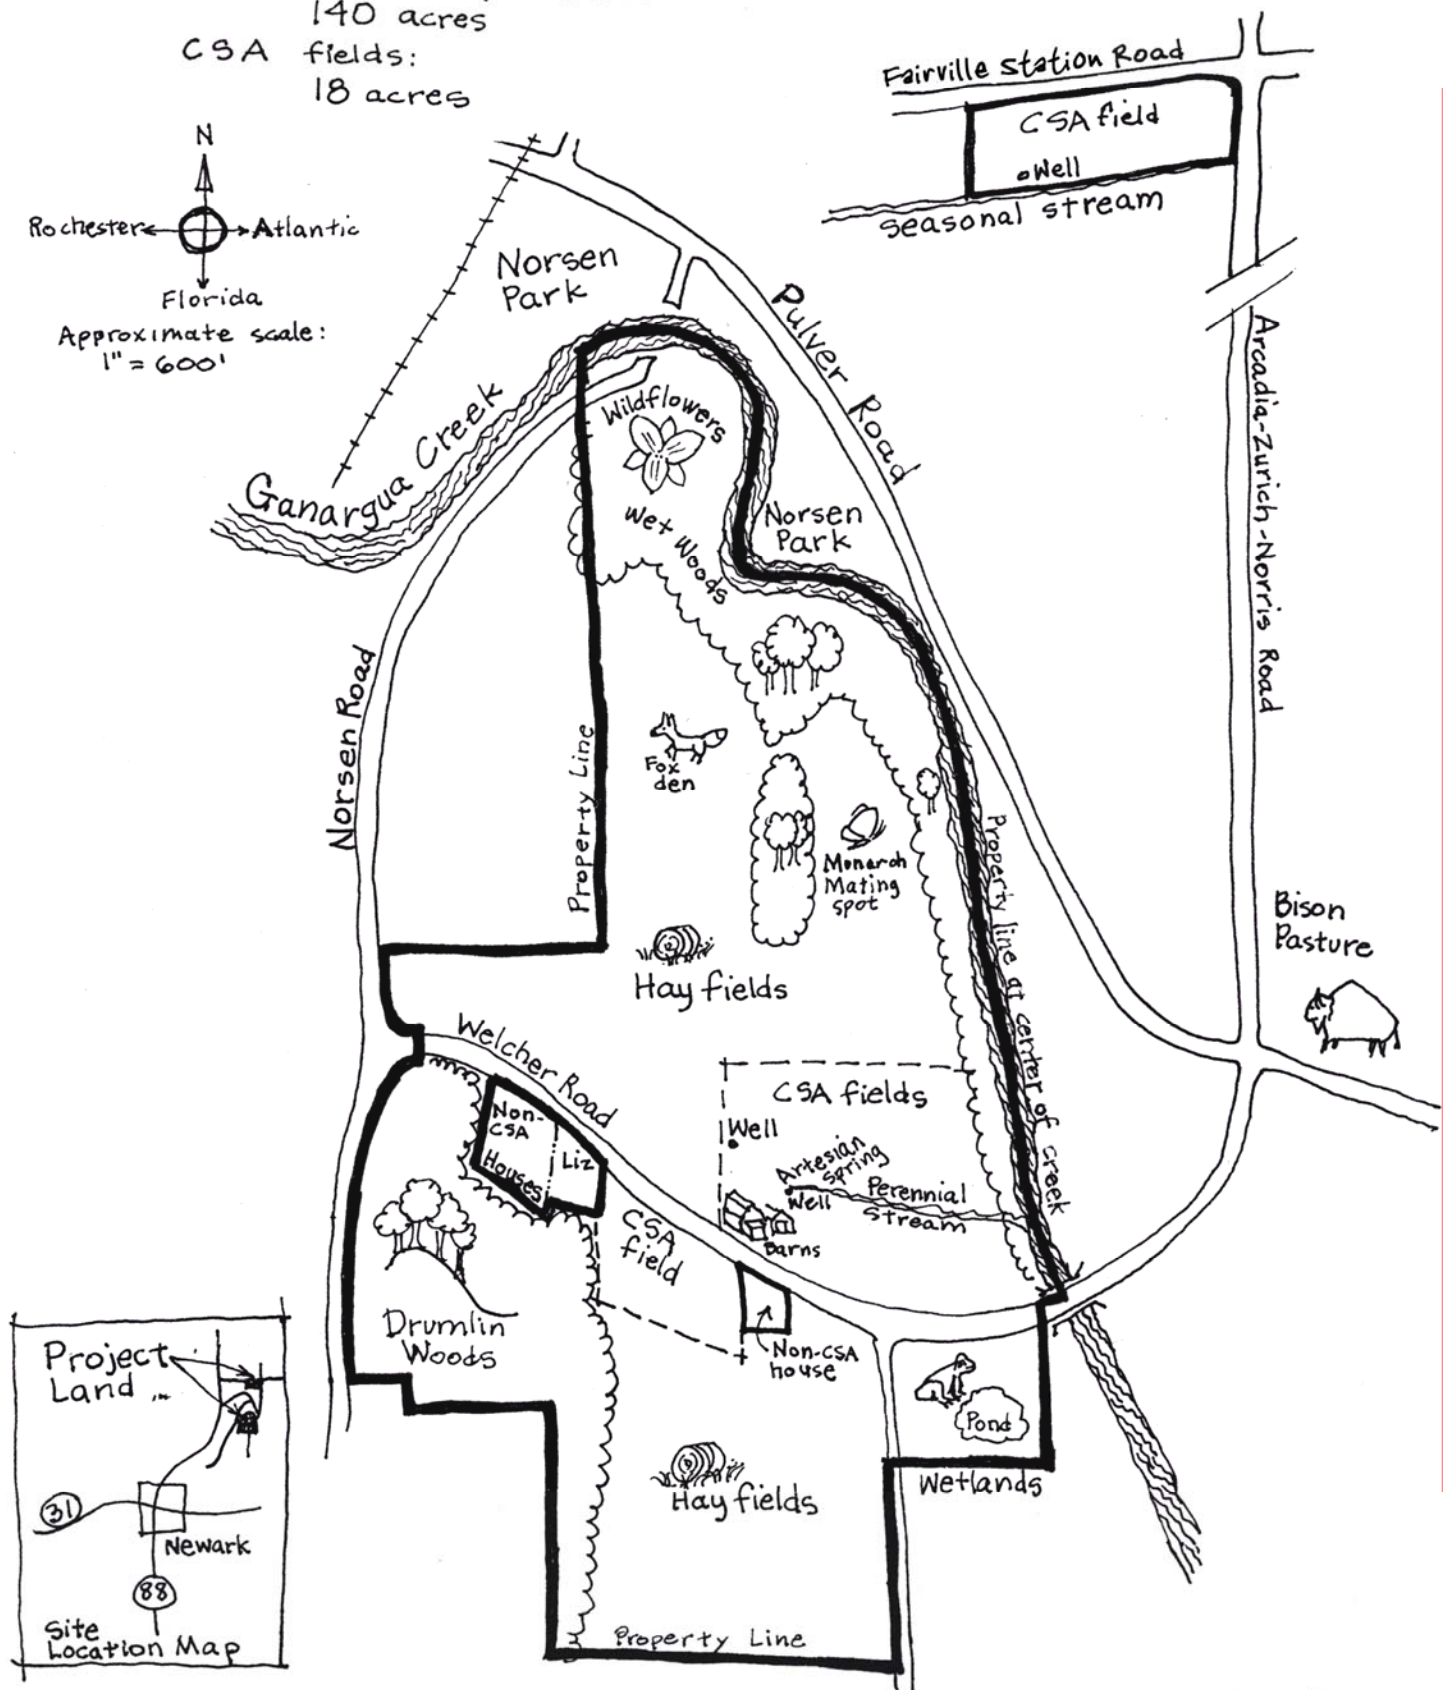 140 acres
CSA fields:
18 acres
N
Rochester
Atlantic
Florida
Approximate scale:
1" = 600'
Fairville Station Road
CSA field
Well
Seasonal stream
Norsen
Park
Pulver Road
Arcadia-Zurich-Norris Road
Ganargua Creek
Wildflowers
Wet Woods
Norsen
Park
Norsen Road
Property Line
Fox
den
Monarch
Mating
spot
Property line at center of creek
Bison
Pasture
Hay fields
Welcher Road
CSA fields
Well
Non-
CSA
Houses
Liz
Artesian
Spring
Well
Perennial
Stream
Barns
CSA
field
Drumlin
Woods
Non-CSA
house
Pond
Wetlands
Hay fields
Property Line
Project
Land
31
Newark
88
Site
Location Map